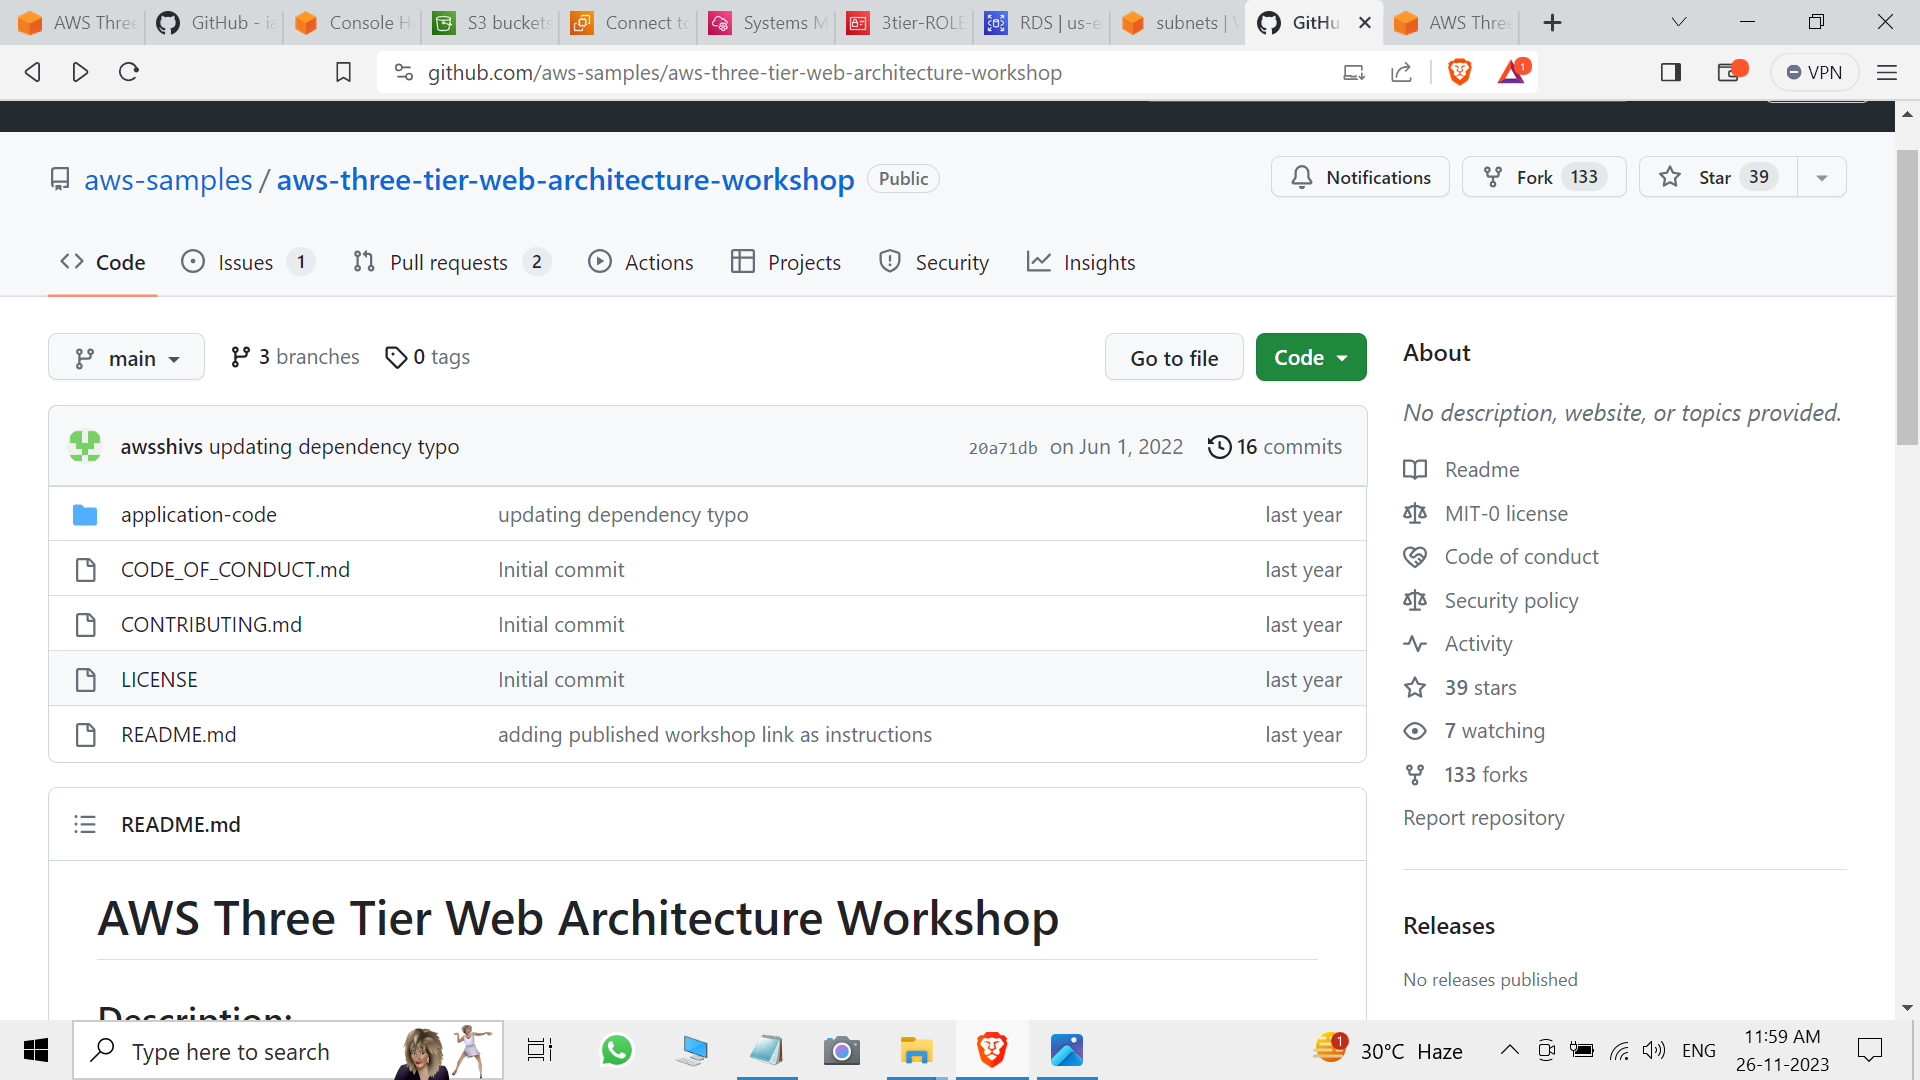 AWS Three
GitHub - ia
Console H
S3 buckets
Connect to
Systems M
3tier-ROLE
RDS | us-e
subnets | V
GitHu
AWS Three
github.com/aws-samples/aws-three-tier-web-architecture-workshop
1
VPN
aws-samples / aws-three-tier-web-architecture-workshop Public
Notifications
Fork 133
Star 39
Code
Issues 1
Pull requests 2
Actions
Projects
Security
Insights
main
3 branches
0 tags
Go to file
Code
awsshivs updating dependency typo 20a71db on Jun 1, 2022 16 commits
application-code updating dependency typo last year
CODE_OF_CONDUCT.md Initial commit last year
CONTRIBUTING.md Initial commit last year
LICENSE Initial commit last year
README.md adding published workshop link as instructions last year
README.md
AWS Three Tier Web Architecture Workshop
Description:
About
No description, website, or topics provided.
Readme
MIT-0 license
Code of conduct
Security policy
Activity
39 stars
7 watching
133 forks
Report repository
Releases
No releases published
Type here to search
1
30°C Haze
ENG
11:59 AM
26-11-2023